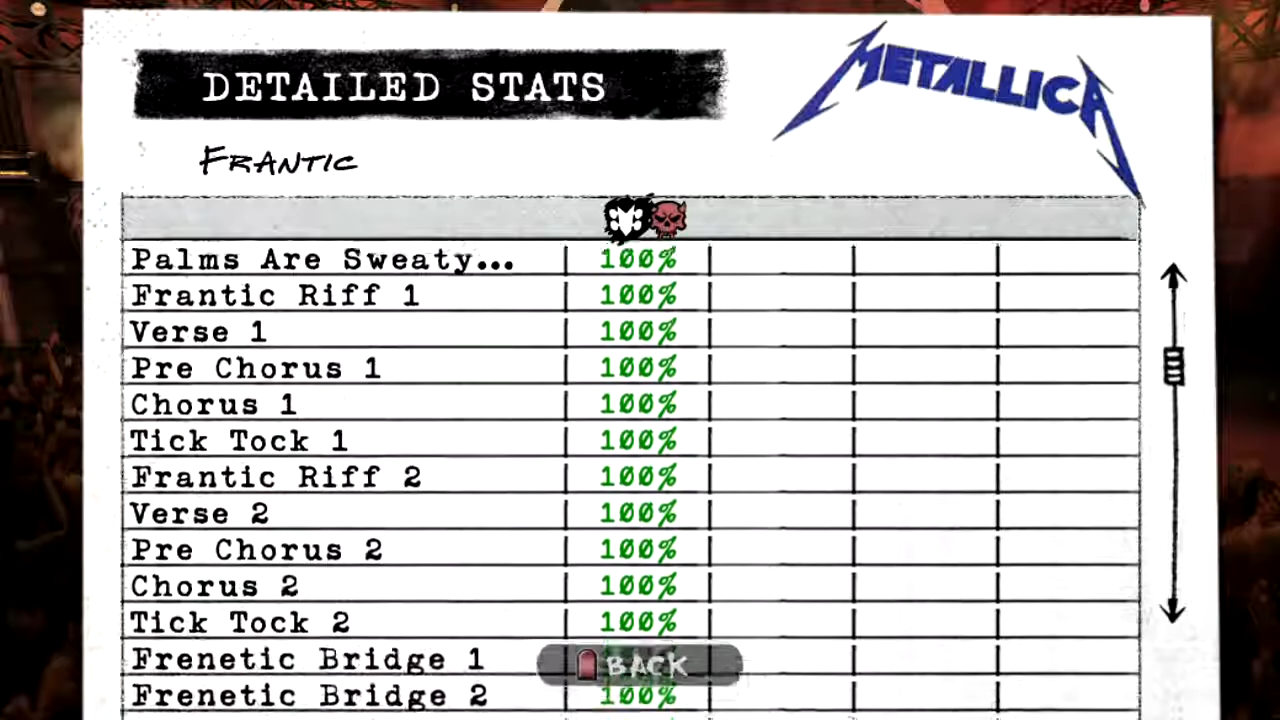 DETAILED STATS
METALLICA
FRANTIC
Palms Are Sweaty... 100%
Frantic Riff 1 100%
Verse 1 100%
Pre Chorus 1 100%
Chorus 1 100%
Tick Tock 1 100%
Frantic Riff 2 100%
Verse 2 100%
Pre Chorus 2 100%
Chorus 2 100%
Tick Tock 2 100%
Frenetic Bridge 1
BACK
Frenetic Bridge 2 100%